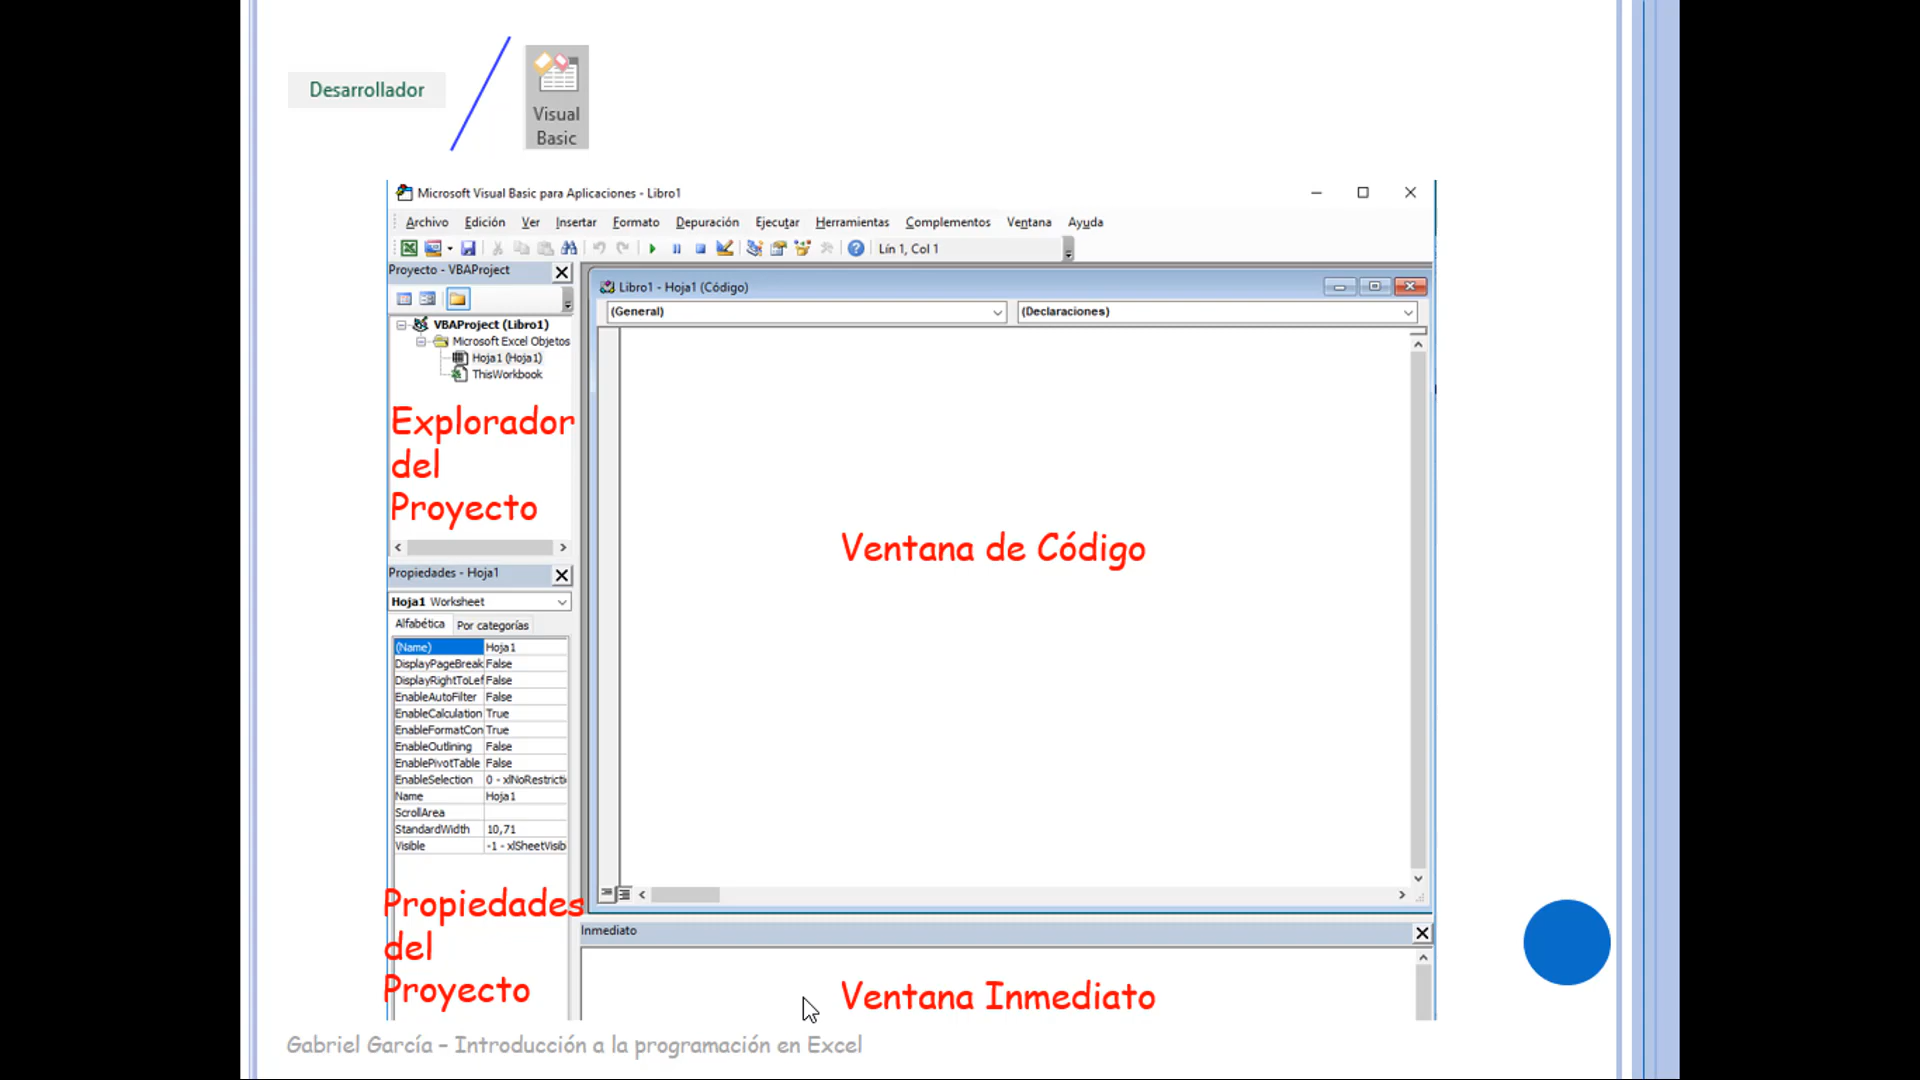 Desarrollador
Visual
Basic
Microsoft Visual Basic para Aplicaciones - Libro1
Archivo Edición Ver Insertar Formato Depuración Ejecutar Herramientas Complementos Ventana Ayuda
Lín 1, Col 1
Proyecto - VBAProject
VBAProject (Libro1)
Microsoft Excel Objetos
Hoja1 (Hoja1)
ThisWorkbook
Explorador
del
Proyecto
Libro1 - Hoja1 (Código)
(General) (Declaraciones)
Ventana de Código
Propiedades - Hoja1
Hoja1 Worksheet
Alfabética Por categorías
(Name) Hoja1
DisplayPageBreak False
DisplayRightToLef False
EnableAutoFilter False
EnableCalculation True
EnableFormatCon True
EnableOutlining False
EnablePivotTable False
EnableSelection 0 - xlNoRestricti
Name Hoja1
ScrollArea
StandardWidth 10,71
Visible -1 - xlSheetVisib
Propiedades
del
Proyecto
Inmediato
Ventana Inmediato
Gabriel García – Introducción a la programación en Excel